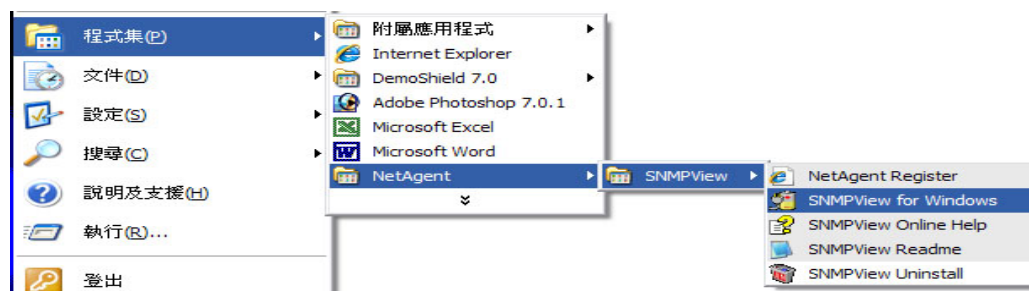 程式集(P)
文件(D)
設定(S)
搜尋(C)
說明及支援(H)
執行(R)...
登出
附屬應用程式
Internet Explorer
DemoShield 7.0
Adobe Photoshop 7.0.1
Microsoft Excel
Microsoft Word
NetAgent
SNMPView
NetAgent Register
SNMPView for Windows
SNMPView Online Help
SNMPView Readme
SNMPView Uninstall